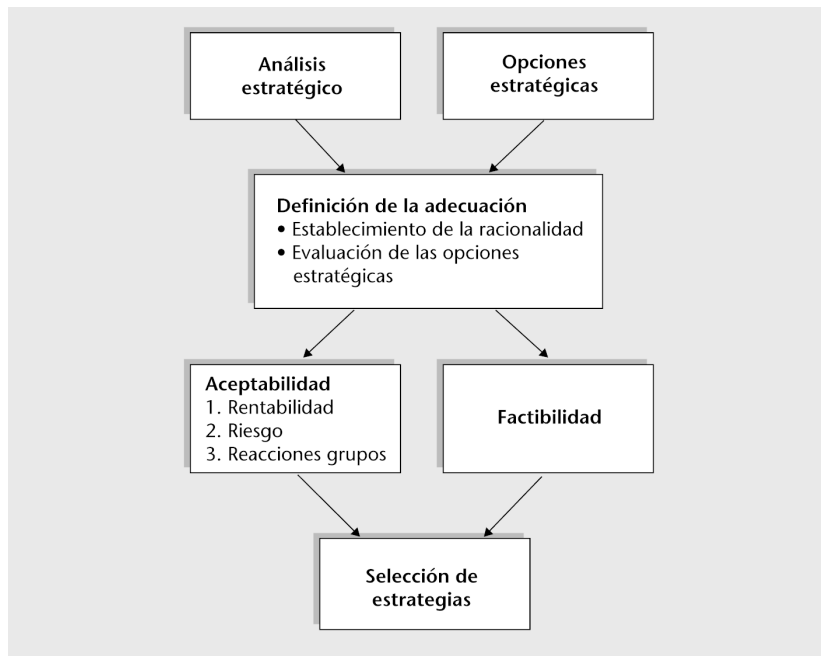 Análisis
estratégico
Opciones
estratégicas
Definición de la adecuación
• Establecimiento de la racionalidad
• Evaluación de las opciones
estratégicas
Aceptabilidad
1. Rentabilidad
2. Riesgo
3. Reacciones grupos
Factibilidad
Selección de
estrategias